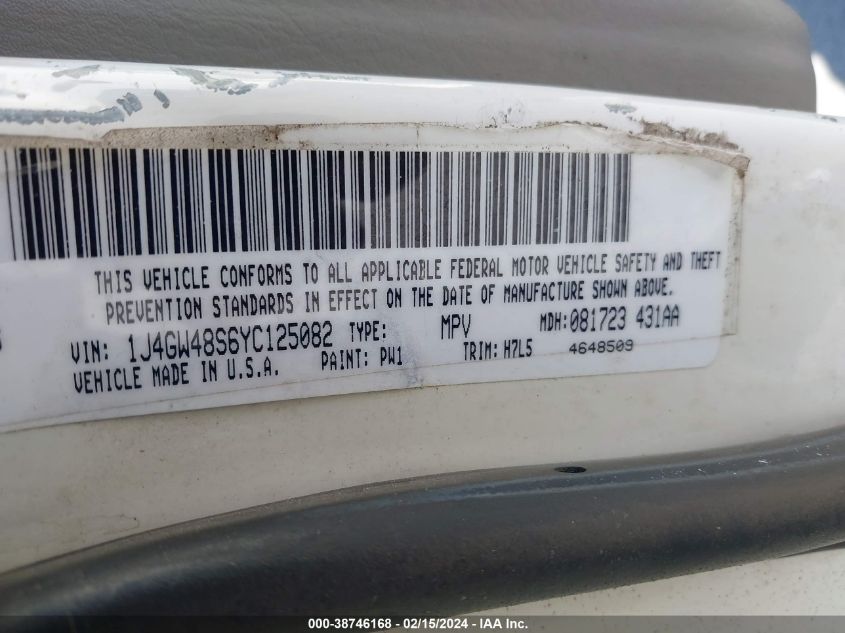 THIS VEHICLE CONFORMS TO ALL APPLICABLE FEDERAL MOTOR VEHICLE SAFETY AND THEFT
PREVENTION STANDARDS IN EFFECT ON THE DATE OF MANUFACTURE SHOWN ABOVE.
VIN: 1J4GW48S6YC125082 TYPE: MPV MDH: 081723 431AA
VEHICLE MADE IN U.S.A. PAINT: PW1 TRIM: H7L5 4648509
000-38746168 - 02/15/2024 - IAA Inc.